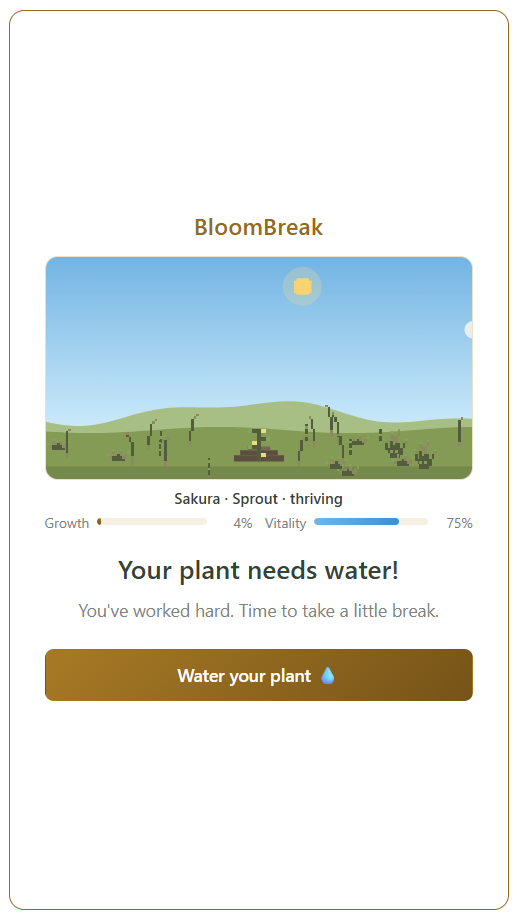 BloomBreak
Sakura · Sprout · thriving
Growth 4% Vitality 75%
Your plant needs water!
You've worked hard. Time to take a little break.
Water your plant 💧